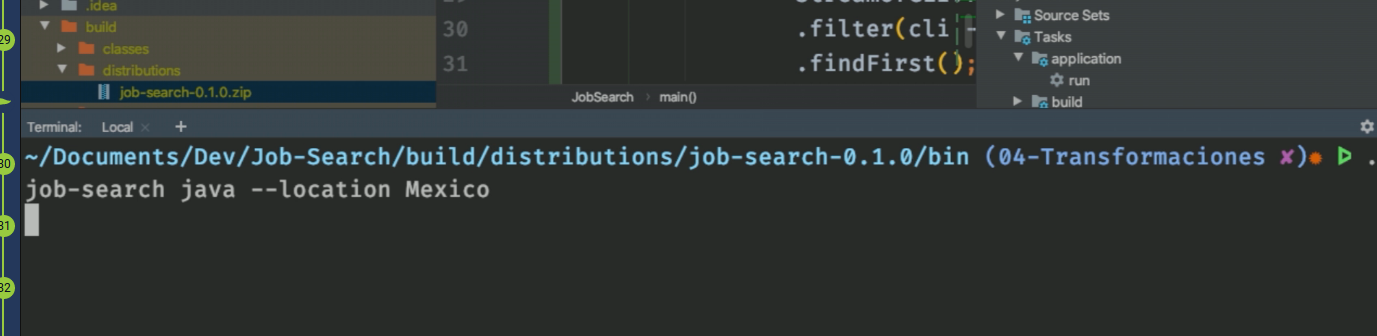 .idea
build
classes
distributions
job-search-0.1.0.zip
30
.filter(cli -
31
.findFirst();
JobSearch > main()
Source Sets
Tasks
application
run
build
Terminal: Local × +
~/Documents/Dev/Job-Search/build/distributions/job-search-0.1.0/bin (04-Transformaciones ✘)✹ ᐅ .
job-search java --location Mexico
29
30
31
32